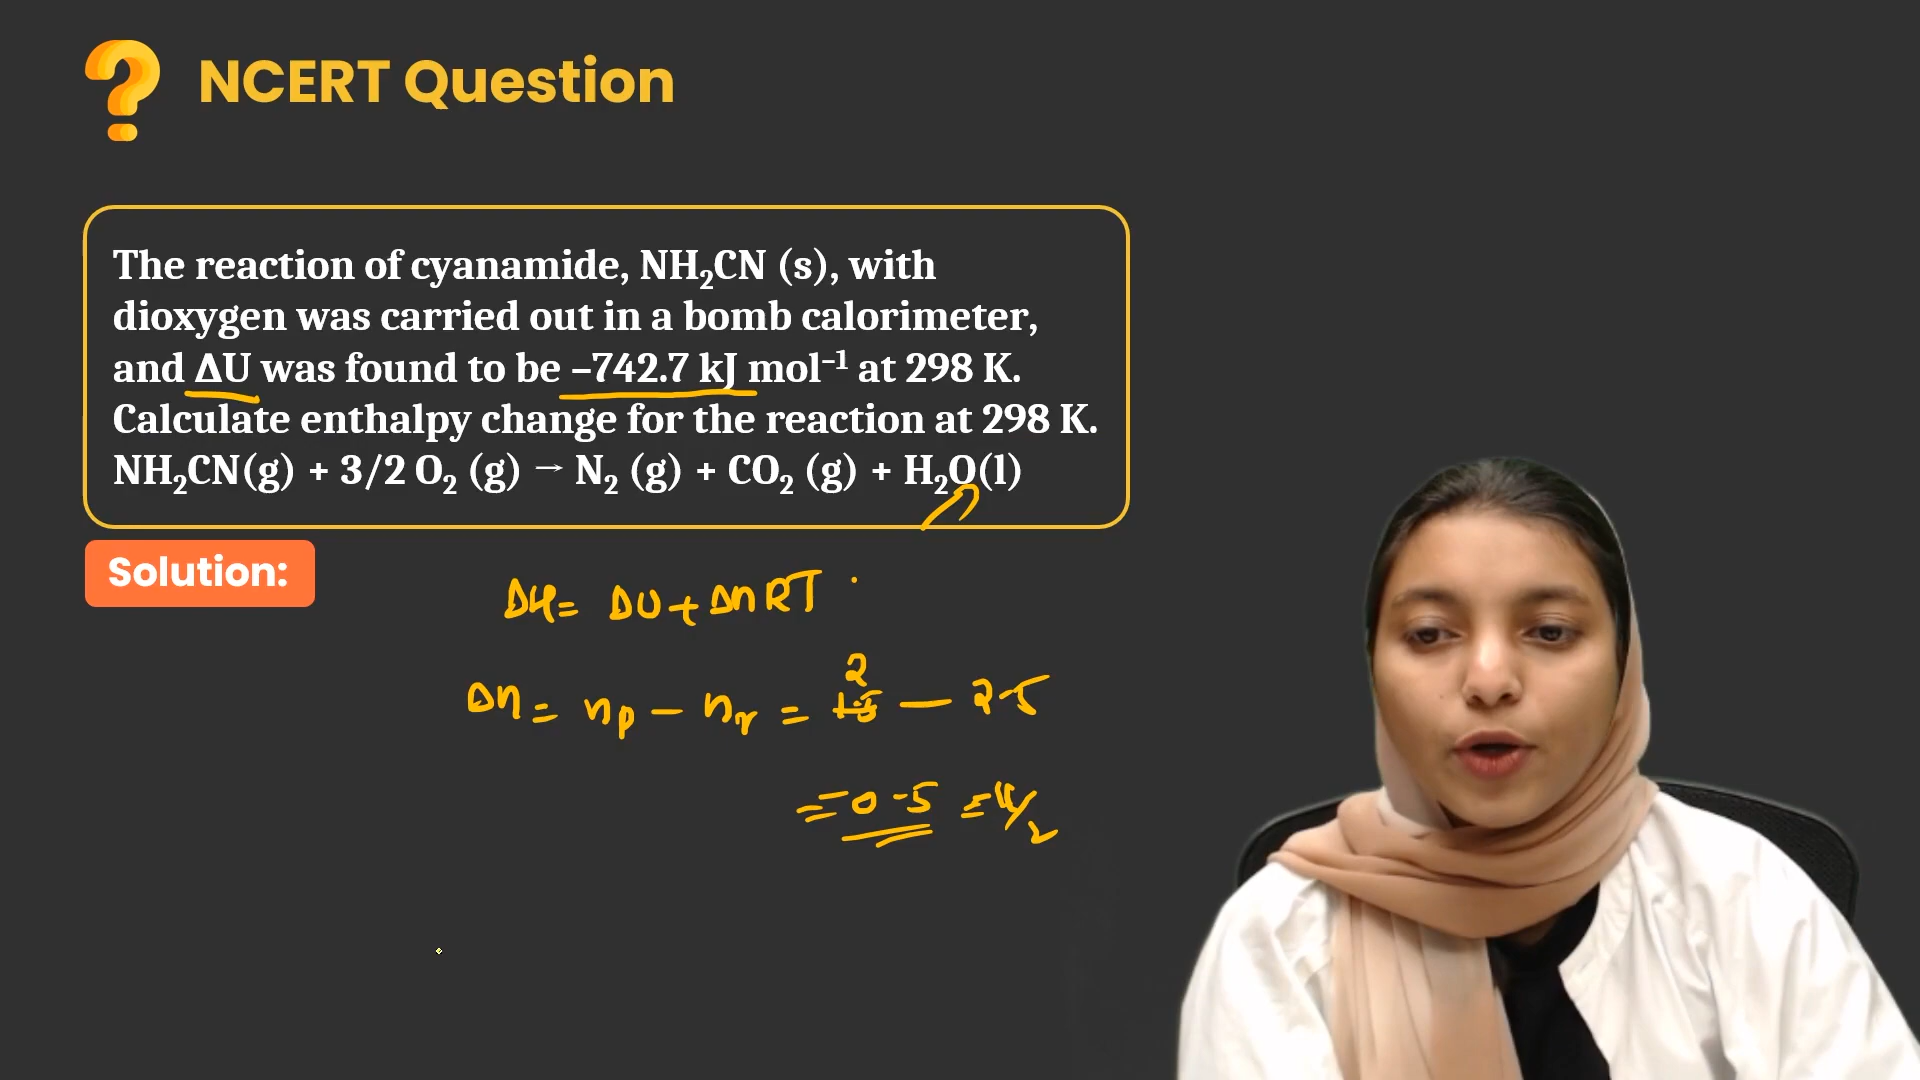 NCERT Question
The reaction of cyanamide, NH₂CN (s), with
dioxygen was carried out in a bomb calorimeter,
and ΔU was found to be –742.7 kJ mol⁻¹ at 298 K.
Calculate enthalpy change for the reaction at 298 K.
NH₂CN(g) + 3/2 O₂ (g) → N₂ (g) + CO₂ (g) + H₂O(l)
Solution:
ΔH = ΔU + ΔnRT
Δn = np − nr = 2 − 2.5
= −0.5 =